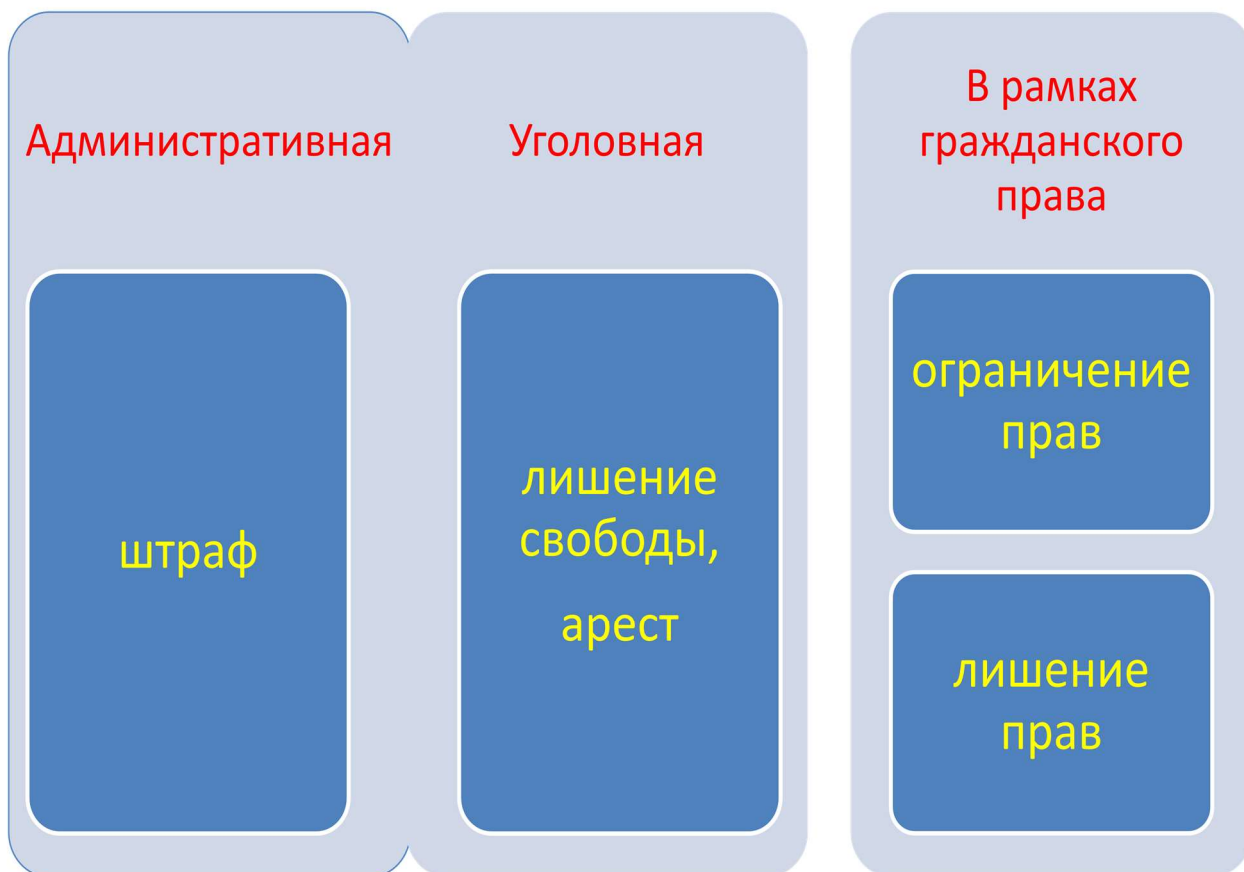 Административная
штраф
Уголовная
лишение
свободы,
арест
В рамках
гражданского
права
ограничение
прав
лишение
прав